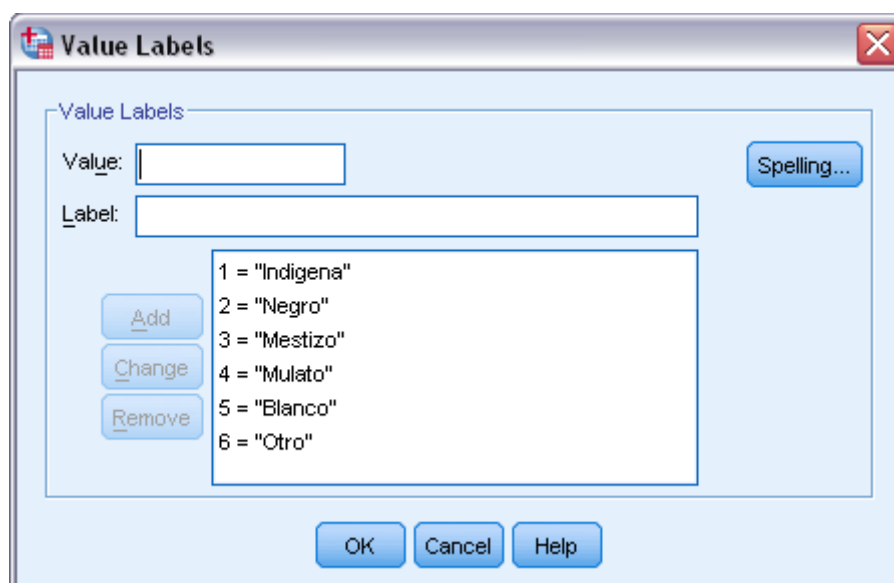 Value Labels
Value Labels
Value:
Spelling...
Label:
1 = "Indigena"
2 = "Negro"
3 = "Mestizo"
4 = "Mulato"
5 = "Blanco"
6 = "Otro"
Add
Change
Remove
OK Cancel Help